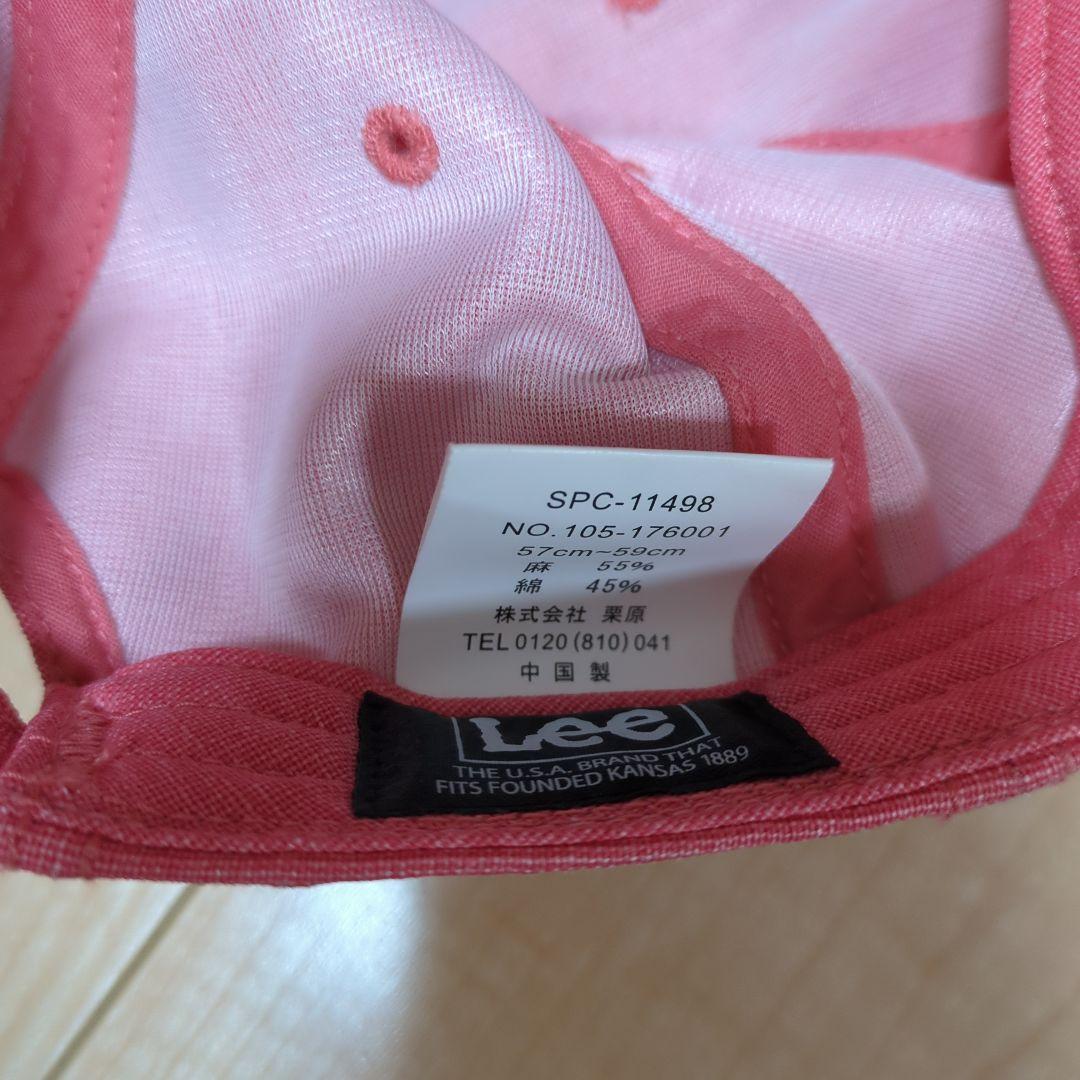 SPC-11498
NO.105-176001
57cm~59cm
麻 55%
綿 45%
株式会社 栗原
TEL 0120(810)041
中国製
Lee
THE U.S.A. BRAND THAT
FITS FOUNDED KANSAS 1889